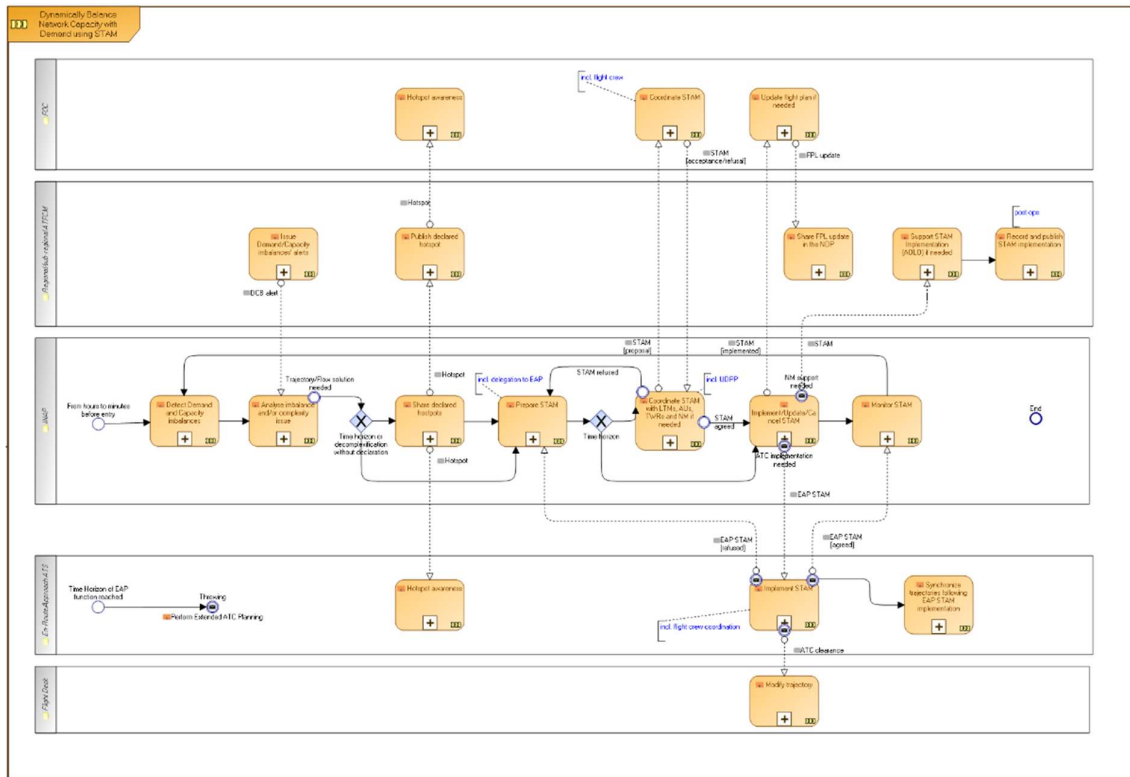 Dynamically Balance
Network Capacity with
Demand using STAM
FOC
Hotspot awareness
incl. flight crew
Coordinate STAM
Update flight plan if
needed
STAM
[acceptance/refusal]
FPL update
Hotspot
Regional/sub-regional ATFCM
Issue
Demand/Capacity
imbalances' alerts
Publish declared
hotspot
Share FPL update
in the NOP
Support STAM
Implementation
(ADLO) if needed
post-ops
Record and publish
STAM implementation
DCB alert
STAM
[proposal]
STAM
[implemented]
STAM
INAP
Trajectory/Flow solution
needed
Hotspot
incl. delegation to EAP
STAM refused
incl. UDPP
NM support
needed
From hours to minutes
before entry
Detect Demand
and Capacity
imbalances
Analyse imbalance
and/or complexity
issue
Share declared
hotspots
Prepare STAM
Coordinate STAM
with LTMs, AUs,
TWRs and NM if
needed
STAM
agreed
Implement/Update/Ca
ncel STAM
Monitor STAM
End
Time horizon or
decomplexification
without declaration
Time horizon
Hotspot
ATC implementation
needed
EAP STAM
EAP STAM
[refused]
EAP STAM
[agreed]
En-Route/Approach ATS
Time Horizon of EAP
function reached
Throwing
Perform Extended ATC Planning
Hotspot awareness
Implement STAM
Synchronize
trajectories following
EAP STAM
implementation
incl. flight crew coordination
ATC clearance
Flight Deck
Modify trajectory